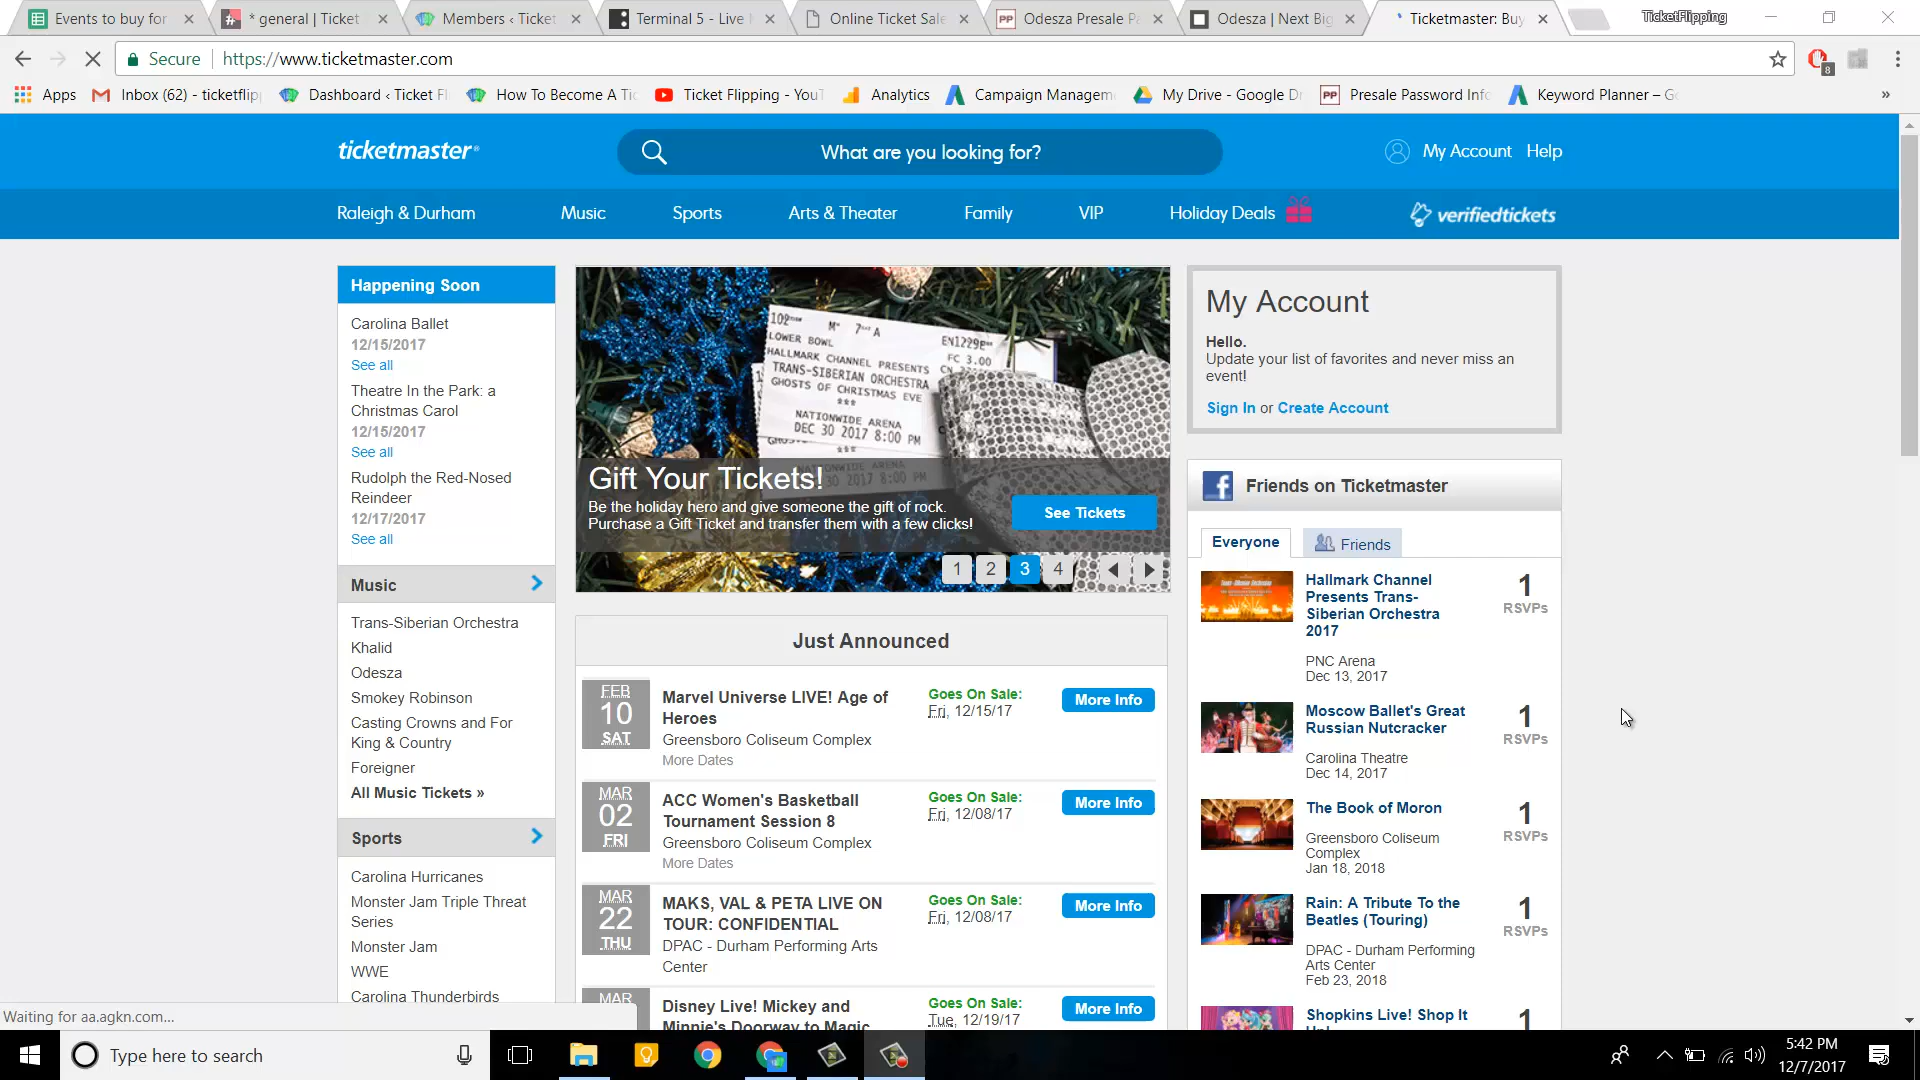 Events to buy for
* general | Ticket
Members ‹ Ticket
Terminal 5 - Live
Online Ticket Sale
Odesza Presale Pa
Odesza | Next Big
Ticketmaster: Buy
TicketFlipping
Secure
https://www.ticketmaster.com
8
Apps
Inbox (62) - ticketflip
Dashboard ‹ Ticket F
How To Become A Tic
Ticket Flipping - YouT
Analytics
Campaign Managem
My Drive - Google Dr
Presale Password Info
Keyword Planner – G
»
ticketmaster®
What are you looking for?
My Account
Help
Raleigh & Durham
Music
Sports
Arts & Theater
Family
VIP
Holiday Deals
verifiedtickets
Happening Soon
Carolina Ballet
12/15/2017
See all
Theatre In the Park: a
Christmas Carol
12/15/2017
See all
Rudolph the Red-Nosed
Reindeer
12/17/2017
See all
Music
Trans-Siberian Orchestra
Khalid
Odesza
Smokey Robinson
Casting Crowns and For
King & Country
Foreigner
All Music Tickets »
Sports
Carolina Hurricanes
Monster Jam Triple Threat
Series
Monster Jam
WWE
Carolina Thunderbirds
LOWER BOWL
EN1229E
HALLMARK CHANNEL PRESENTS
FC 3.00
TRANS-SIBERIAN ORCHESTRA
GHOSTS OF CHRISTMAS EVE
***
NATIONWIDE ARENA
DEC 30 2017 8:00 PM
Gift Your Tickets!
Be the holiday hero and give someone the gift of rock.
Purchase a Gift Ticket and transfer them with a few clicks!
See Tickets
1 2 3 4
Just Announced
FEB
10
SAT
Marvel Universe LIVE! Age of
Heroes
Greensboro Coliseum Complex
More Dates
Goes On Sale:
Fri, 12/15/17
More Info
MAR
02
FRI
ACC Women's Basketball
Tournament Session 8
Greensboro Coliseum Complex
More Dates
Goes On Sale:
Fri, 12/08/17
More Info
MAR
22
THU
MAKS, VAL & PETA LIVE ON
TOUR: CONFIDENTIAL
DPAC - Durham Performing Arts
Center
Goes On Sale:
Fri, 12/08/17
More Info
MAR
Disney Live! Mickey and
Minnie's Doorway to Magic
Goes On Sale:
Tue, 12/19/17
More Info
My Account
Hello.
Update your list of favorites and never miss an
event!
Sign In or Create Account
Friends on Ticketmaster
Everyone
Friends
Hallmark Channel
Presents Trans-
Siberian Orchestra
2017
PNC Arena
Dec 13, 2017
1
RSVPs
Moscow Ballet's Great
Russian Nutcracker
Carolina Theatre
Dec 14, 2017
1
RSVPs
The Book of Moron
Greensboro Coliseum
Complex
Jan 18, 2018
1
RSVPs
Rain: A Tribute To the
Beatles (Touring)
DPAC - Durham Performing
Arts Center
Feb 23, 2018
1
RSVPs
Shopkins Live! Shop It
Up!
1
Waiting for aa.agkn.com...
Type here to search
5:42 PM
12/7/2017